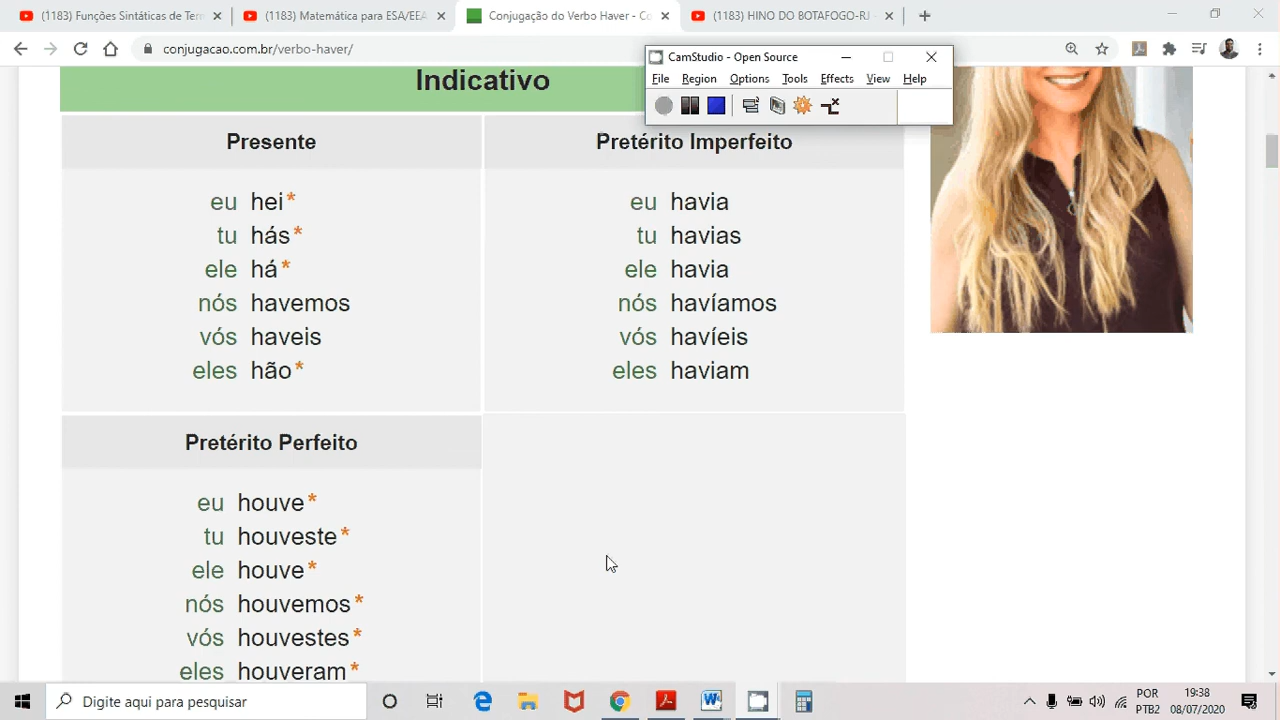 (1183) Funções Sintáticas de Ter
(1183) Matemática para ESA/EEA
Conjugação do Verbo Haver - Co
(1183) HINO DO BOTAFOGO-RJ -
conjugacao.com.br/verbo-haver/
CamStudio - Open Source
File Region Options Tools Effects View Help
Indicativo
Presente
eu hei*
tu hás*
ele há*
nós havemos
vós haveis
eles hão*
Pretérito Imperfeito
eu havia
tu havias
ele havia
nós havíamos
vós havíeis
eles haviam
Pretérito Perfeito
eu houve*
tu houveste*
ele houve*
nós houvemos*
vós houvestes*
eles houveram*
Digite aqui para pesquisar
POR
PTB2
19:38
08/07/2020